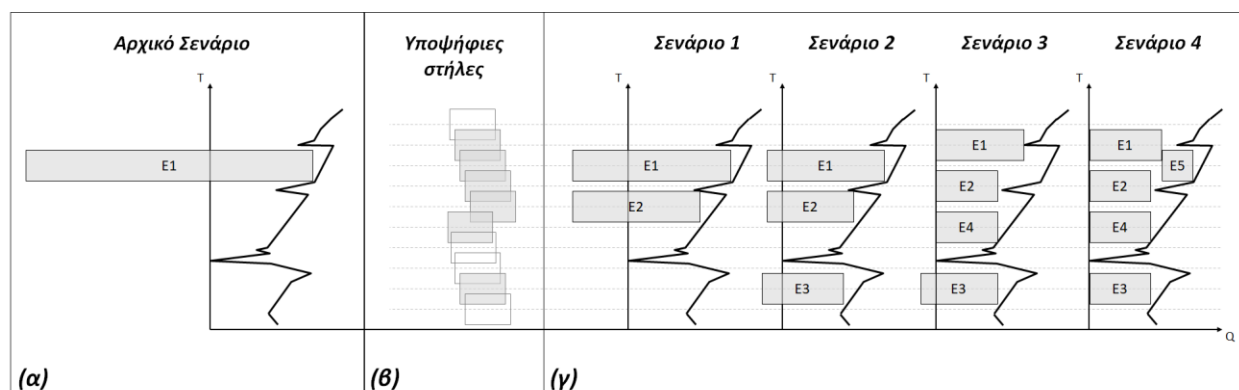 Αρχικό Σενάριο
T
E1
(α)
Υποψήφιες
στήλες
(β)
Σενάριο 1
Σενάριο 2
Σενάριο 3
Σενάριο 4
T
T
T
T
E1
E2
E1
E2
E3
E1
E2
E4
E3
E1
E5
E2
E4
E3
Q
(γ)